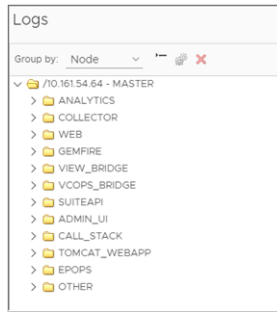 Logs
Group by: Node
/10.161.54.64 - MASTER
ANALYTICS
COLLECTOR
WEB
GEMFIRE
VIEW_BRIDGE
VCOPS_BRIDGE
SUITEAPI
ADMIN_UI
CALL_STACK
TOMCAT_WEBAPP
EPOPS
OTHER